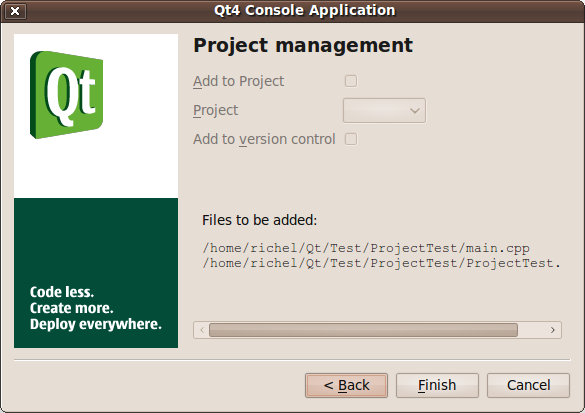 Qt4 Console Application
Project management
Qt
Add to Project
Project
Add to version control
Files to be added:
/home/richel/Qt/Test/ProjectTest/main.cpp
/home/richel/Qt/Test/ProjectTest/ProjectTest.
Code less.
Create more.
Deploy everywhere.
< Back
Finish
Cancel